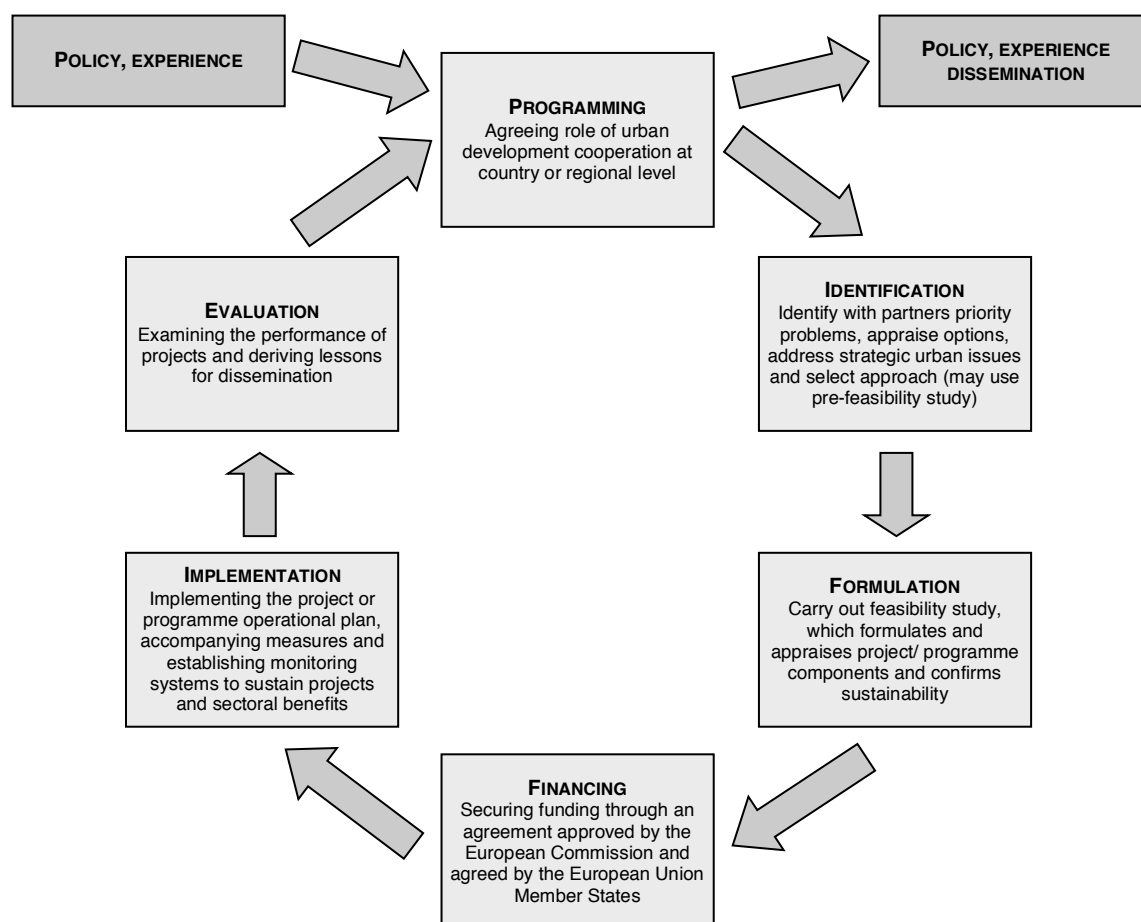 POLICY, EXPERIENCE
POLICY, EXPERIENCE
DISSEMINATION
PROGRAMMING
Agreeing role of urban
development cooperation at
country or regional level
IDENTIFICATION
Identify with partners priority
problems, appraise options,
address strategic urban issues
and select approach (may use
pre-feasibility study)
FORMULATION
Carry out feasibility study,
which formulates and
appraises project/ programme
components and confirms
sustainability
FINANCING
Securing funding through an
agreement approved by the
European Commission and
agreed by the European Union
Member States
IMPLEMENTATION
Implementing the project or
programme operational plan,
accompanying measures and
establishing monitoring
systems to sustain projects
and sectoral benefits
EVALUATION
Examining the performance of
projects and deriving lessons
for dissemination